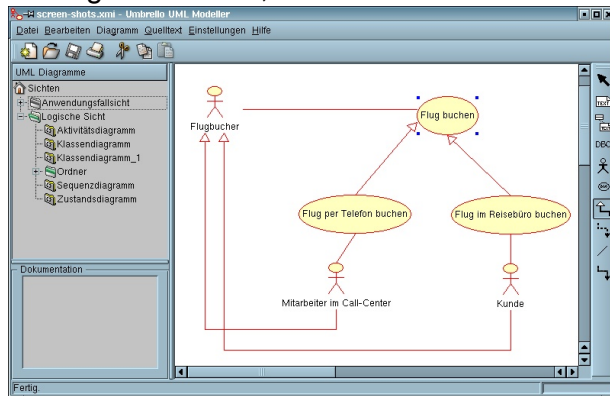 screen-shots.xmi - Umbrello UML Modeller
Datei Bearbeiten Diagramm Quelltext Einstellungen Hilfe
UML Diagramme
Sichten
Anwendungsfallsicht
Logische Sicht
Aktivitätsdiagramm
Klassendiagramm
Klassendiagramm_1
Ordner
Sequenzdiagramm
Zustandsdiagramm
Dokumentation
Flugbucher
Flug buchen
Flug per Telefon buchen
Flug im Reisebüro buchen
Mitarbeiter im Call-Center
Kunde
Fertig.